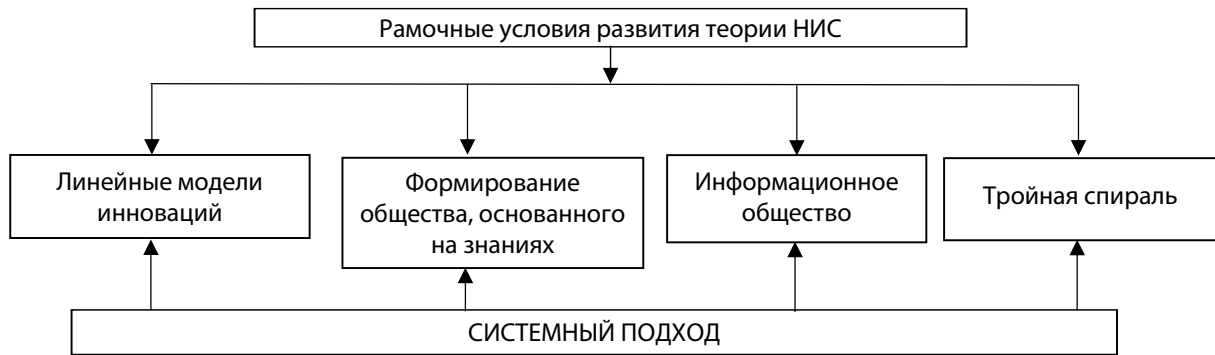 Рамочные условия развития теории НИС
Линейные модели
инноваций
Формирование
общества, основанного
на знаниях
Информационное
общество
Тройная спираль
СИСТЕМНЫЙ ПОДХОД